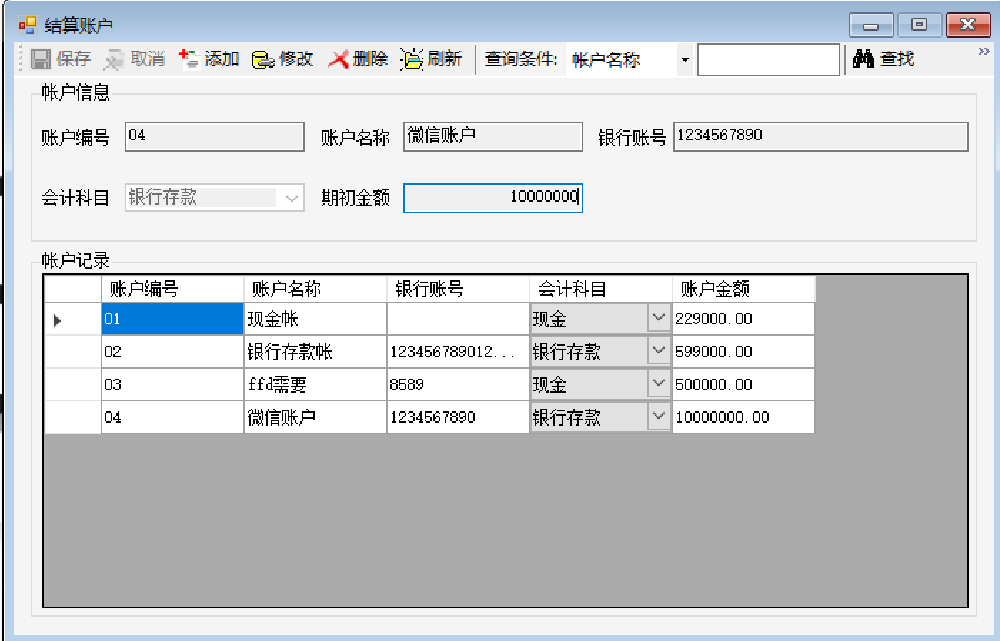 结算账户
保存 取消 添加 修改 删除 刷新 查询条件: 帐户名称 查找
帐户信息
账户编号 04 账户名称 微信账户 银行账号 1234567890
会计科目 银行存款 期初金额 10000000
帐户记录
账户编号 账户名称 银行账号 会计科目 账户金额
01 现金帐 现金 229000.00
02 银行存款帐 123456789012... 银行存款 599000.00
03 ffd需要 8589 现金 500000.00
04 微信账户 1234567890 银行存款 10000000.00